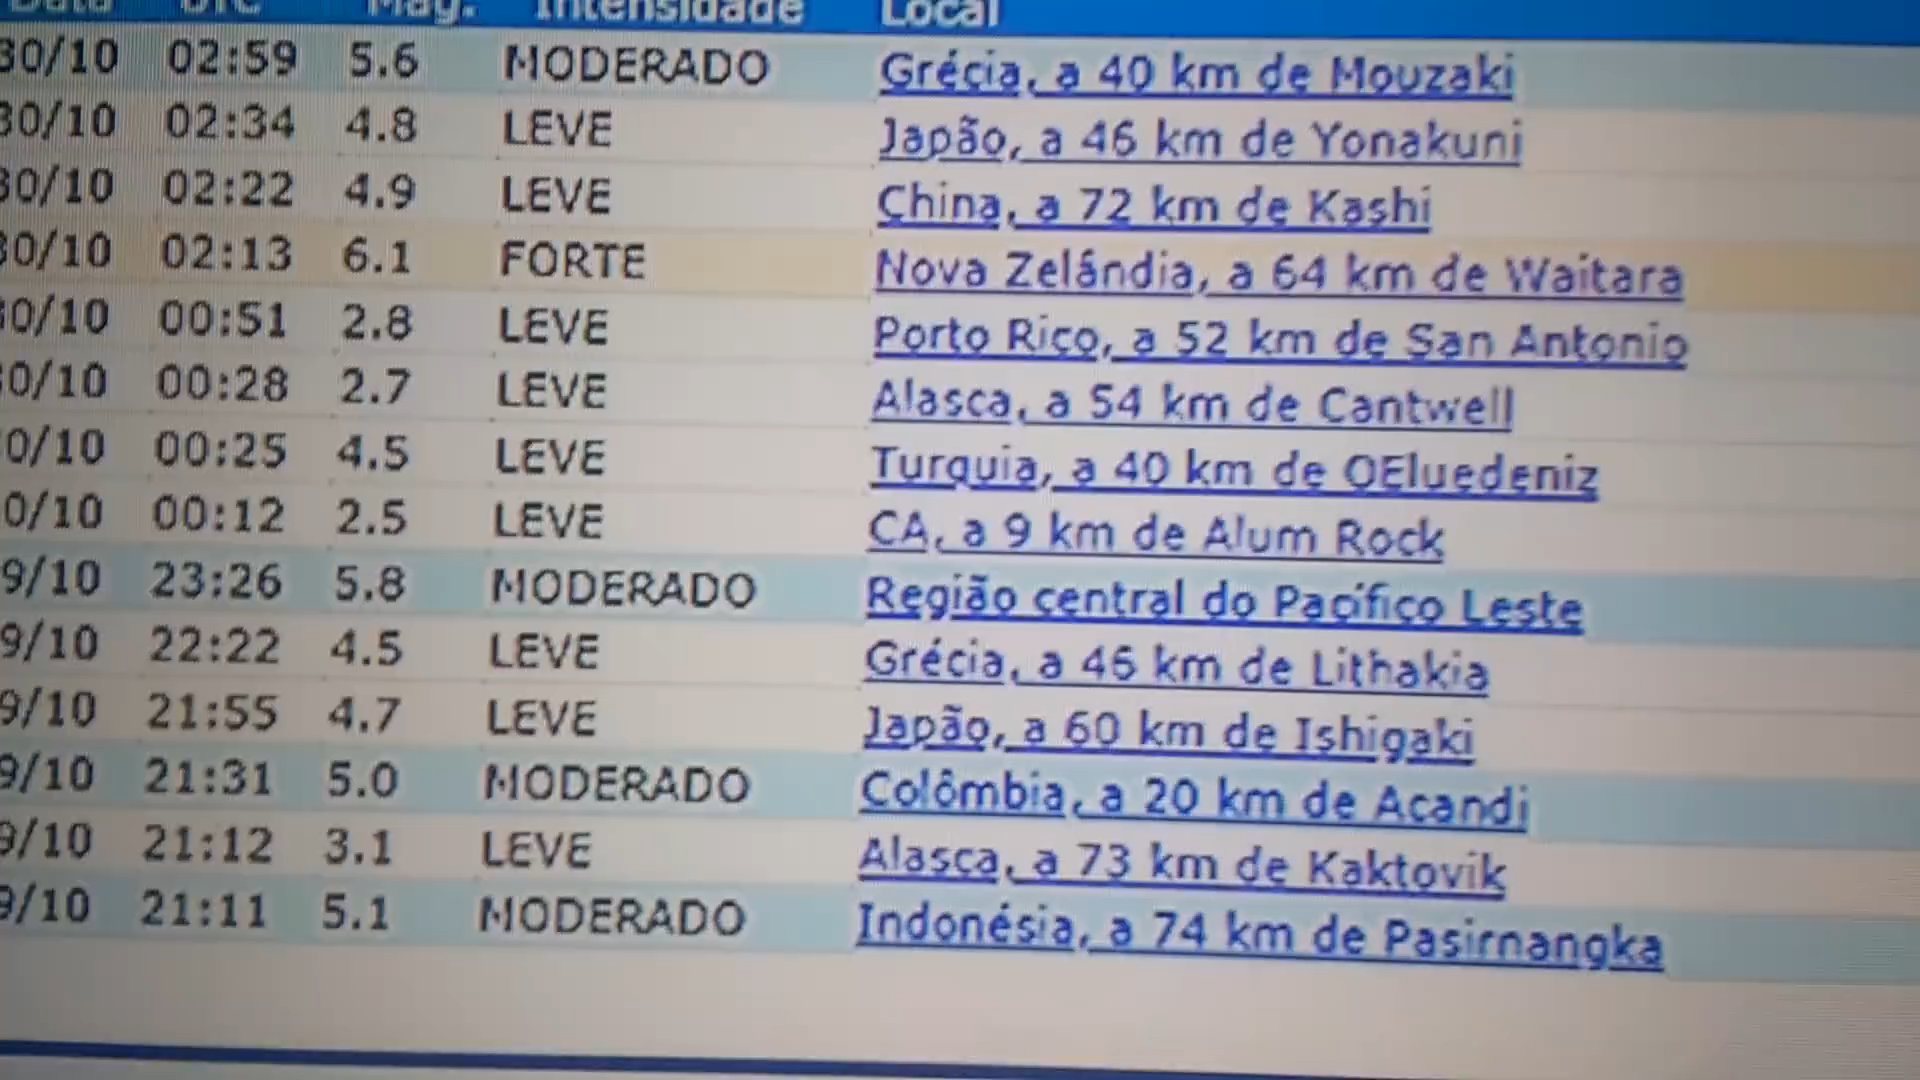 Data UTC Mag. Intensidade Local
30/10 02:59 5.6 MODERADO Grécia, a 40 km de Mouzaki
30/10 02:34 4.8 LEVE Japão, a 46 km de Yonakuni
30/10 02:22 4.9 LEVE China, a 72 km de Kashi
30/10 02:13 6.1 FORTE Nova Zelândia, a 64 km de Waitara
0/10 00:51 2.8 LEVE Porto Rico, a 52 km de San Antonio
0/10 00:28 2.7 LEVE Alasca, a 54 km de Cantwell
0/10 00:25 4.5 LEVE Turquia, a 40 km de OEluedeniz
0/10 00:12 2.5 LEVE CA, a 9 km de Alum Rock
9/10 23:26 5.8 MODERADO Região central do Pacífico Leste
9/10 22:22 4.5 LEVE Grécia, a 46 km de Lithakia
9/10 21:55 4.7 LEVE Japão, a 60 km de Ishigaki
9/10 21:31 5.0 MODERADO Colômbia, a 20 km de Acandi
9/10 21:12 3.1 LEVE Alasca, a 73 km de Kaktovik
9/10 21:11 5.1 MODERADO Indonésia, a 74 km de Pasirnangka